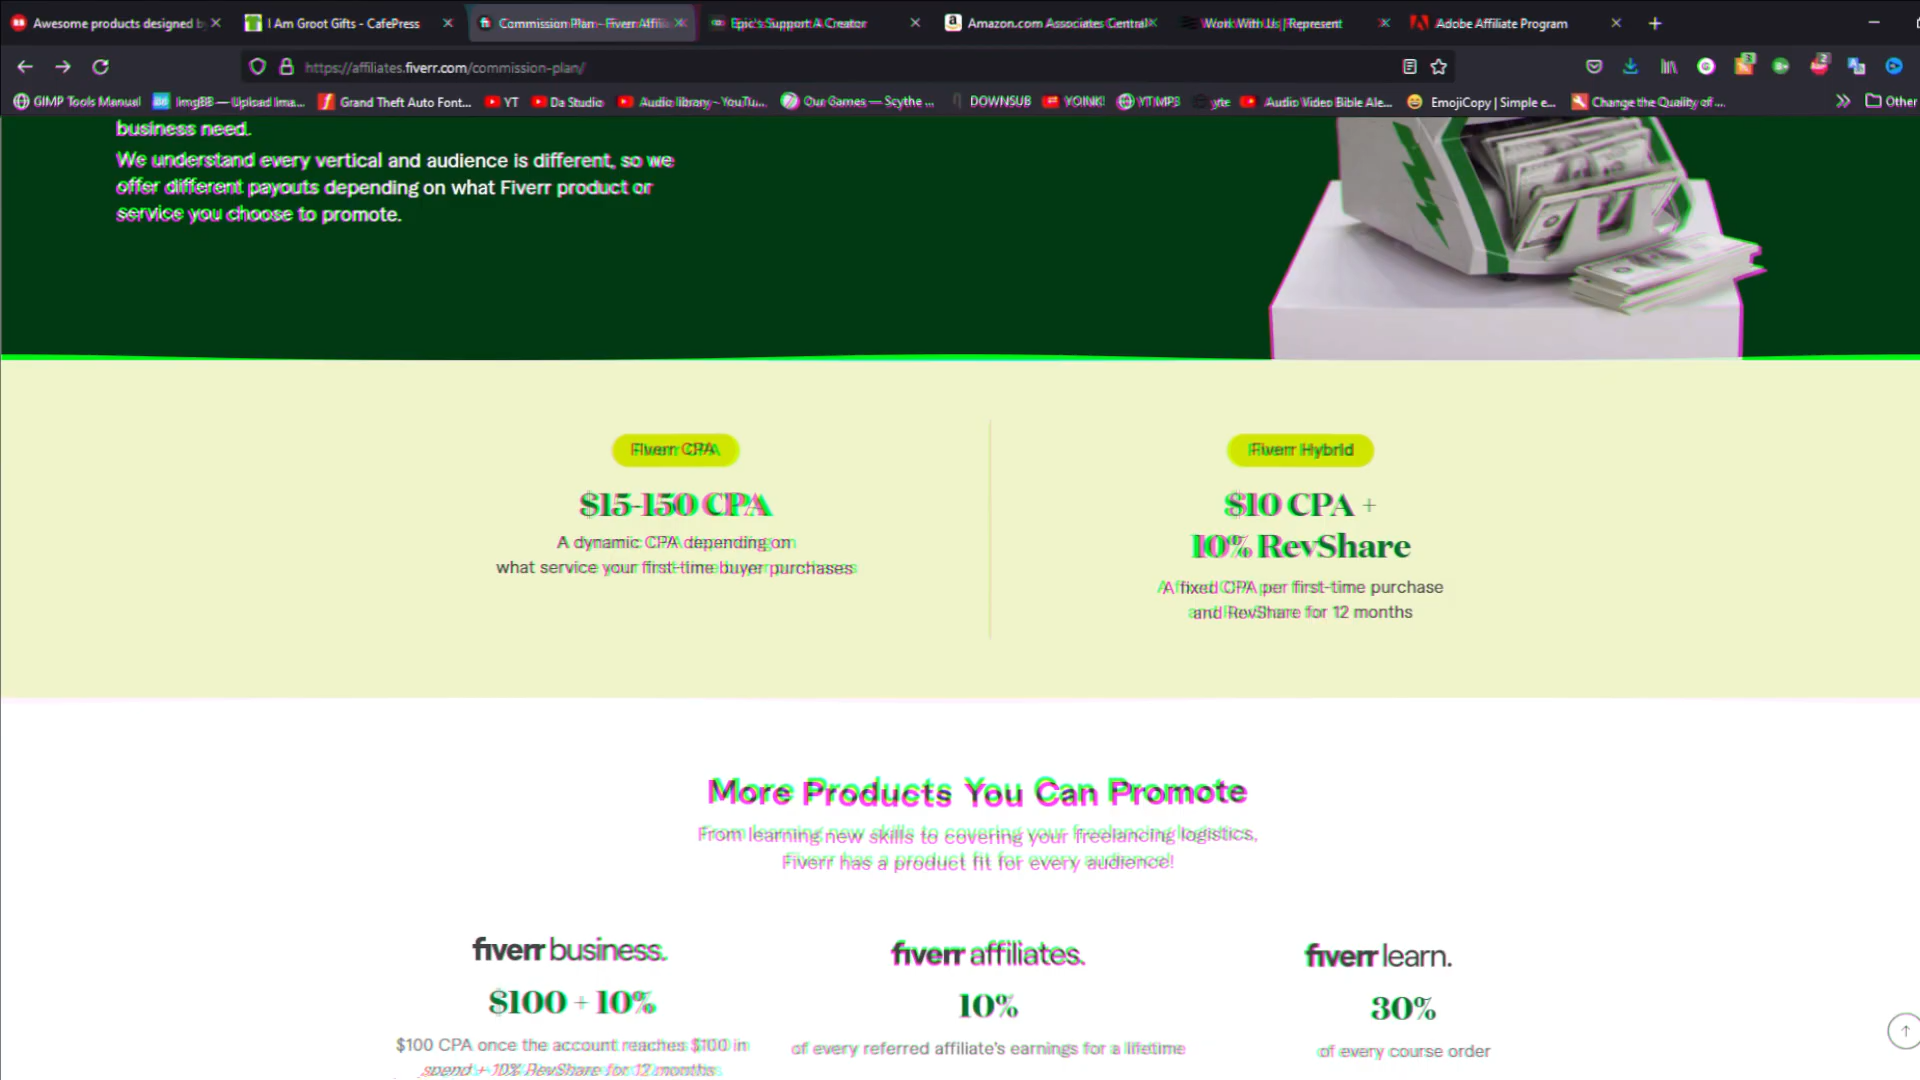 Awesome products designed b
I Am Groot Gifts - CafePress
Commission Plan - Fiverr Affilia
Epic's Support A Creator
Amazon.com Associates Central
Work With Us | Represent
Adobe Affiliate Program
https://affiliates.fiverr.com/commission-plan/
3
2
GIMP Tools Manual
ImgBB — Upload Ima...
Grand Theft Auto Font...
YT
Da Studio
Audio library - YouTu...
Our Games — Scythe ...
DOWNSUB
YOINK!
YTMP3
yte
Audio Video Bible Ale...
EmojiCopy | Simple e...
Change the Quality of ...
Other
business need.
We understand every vertical and audience is different, so we
offer different payouts depending on what Fiverr product or
service you choose to promote.
Fiverr CPA
$15-150 CPA
A dynamic CPA depending on
what service your first-time buyer purchases
Fiverr Hybrid
$10 CPA +
10% RevShare
A fixed CPA per first-time purchase
and RevShare for 12 months
More Products You Can Promote
From learning new skills to covering your freelancing logistics,
Fiverr has a product fit for every audience!
fiverr business.
$100 + 10%
$100 CPA once the account reaches $100 in
spend + 10% RevShare for 12 months
fiverr affiliates.
10%
of every referred affiliate's earnings for a lifetime
fiverr learn.
30%
of every course order